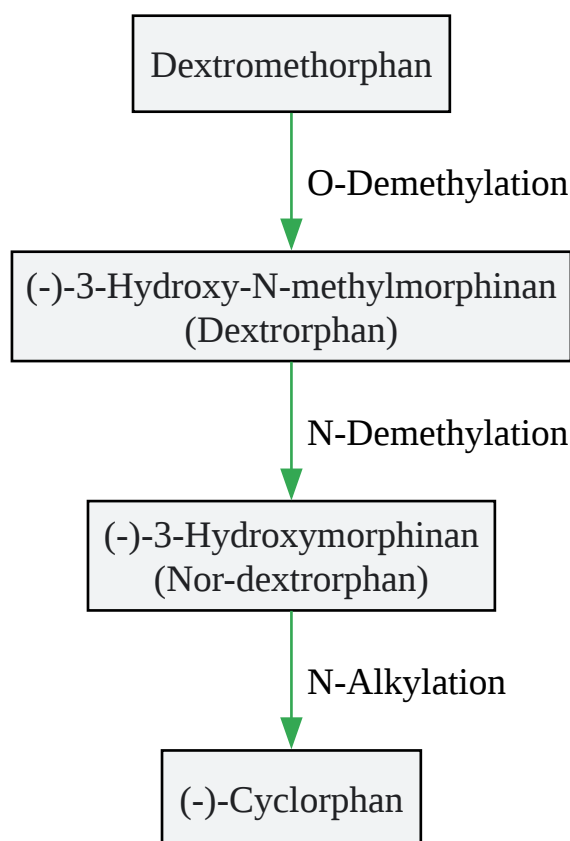 Dextromethorphan
O-Demethylation
(-)-3-Hydroxy-N-methylmorphinan
(Dextrorphan)
N-Demethylation
(-)-3-Hydroxymorphinan
(Nor-dextrorphan)
N-Alkylation
(-)-Cyclorphan